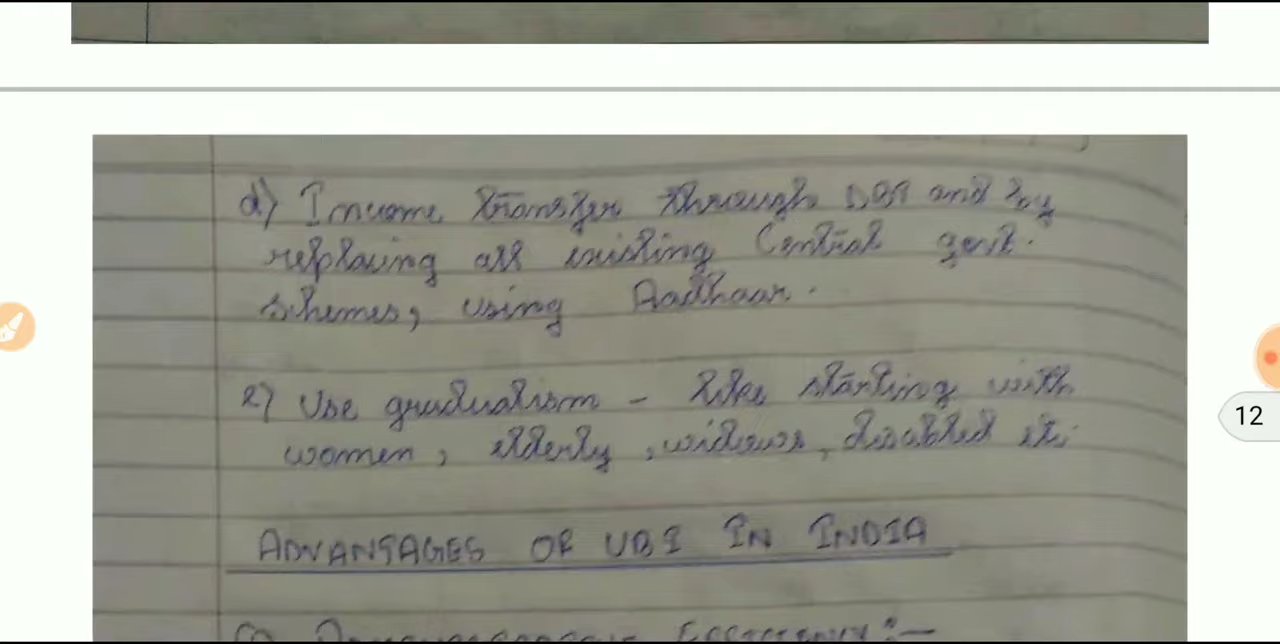 d) Income transfer through DBT and by
replacing all existing Central govt.
schemes, using Aadhaar.
e) Use gradualism - like starting with
women, elderly, widows, disabled etc
ADVANTAGES OF UBI IN INDIA
12